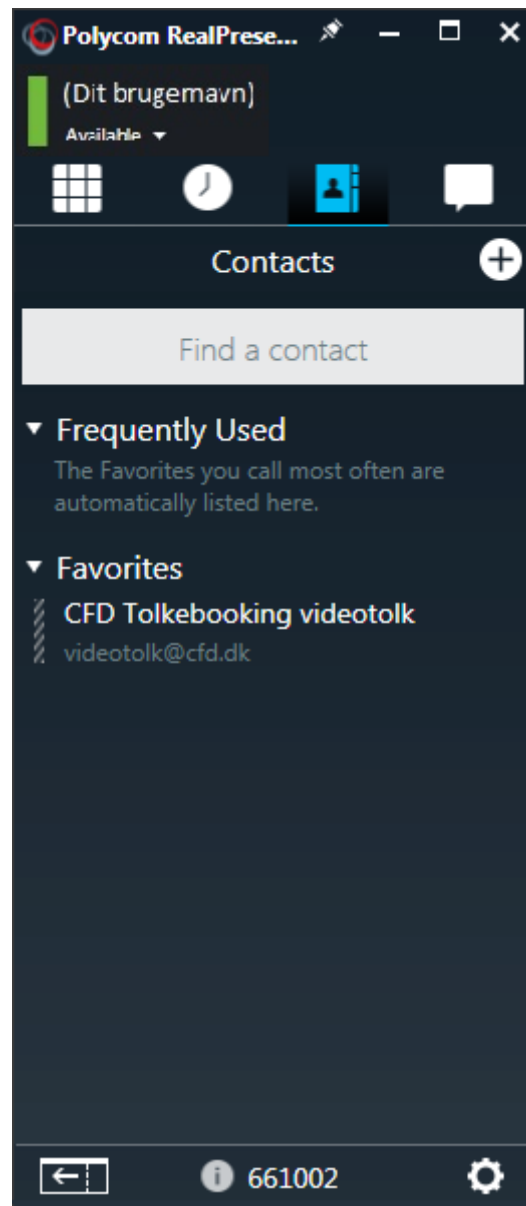 Polycom RealPrese...
(Dit brugernavn)
Available
Contacts
Find a contact
Frequently Used
The Favorites you call most often are
automatically listed here.
Favorites
CFD Tolkebooking videotolk
videotolk@cfd.dk
661002